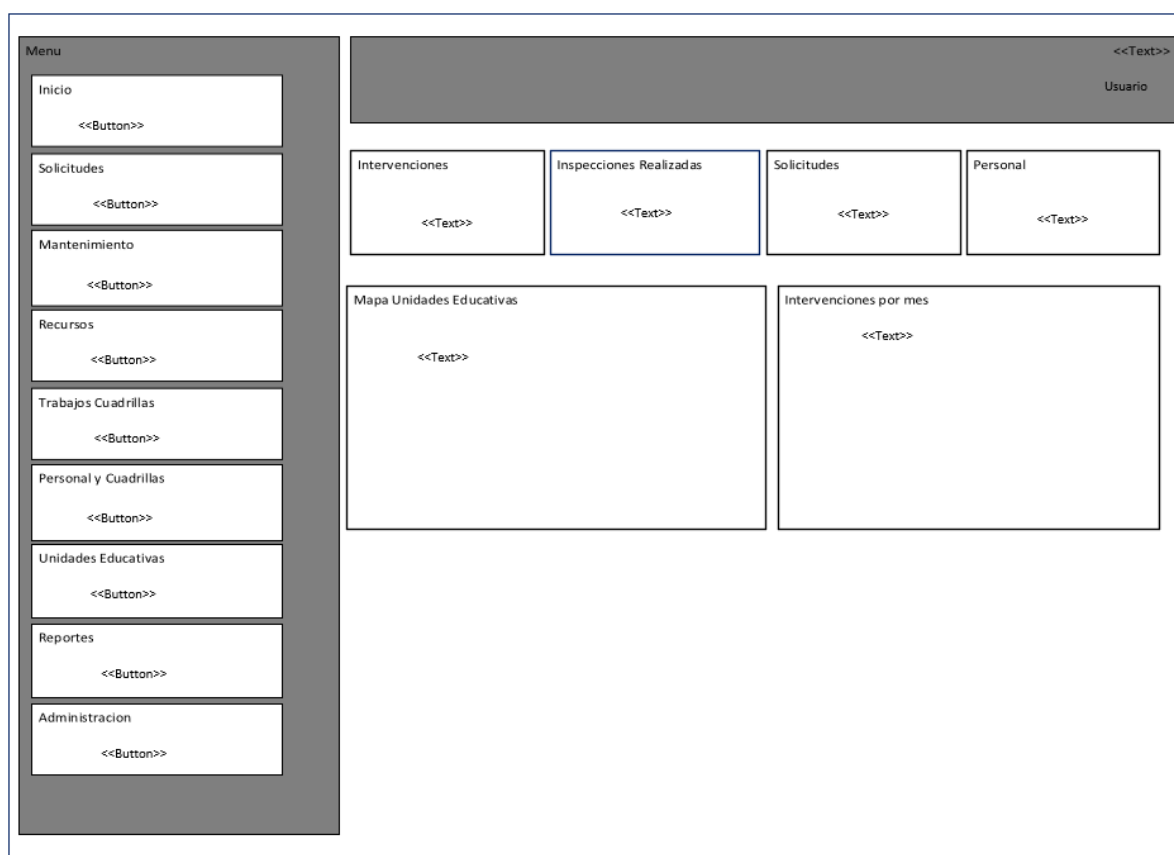 Menu
Inicio
<<Button>>
Solicitudes
<<Button>>
Mantenimiento
<<Button>>
Recursos
<<Button>>
Trabajos Cuadrillas
<<Button>>
Personal y Cuadrillas
<<Button>>
Unidades Educativas
<<Button>>
Reportes
<<Button>>
Administracion
<<Button>>
<<Text>>
Usuario
Intervenciones
<<Text>>
Inspecciones Realizadas
<<Text>>
Solicitudes
<<Text>>
Personal
<<Text>>
Mapa Unidades Educativas
<<Text>>
Intervenciones por mes
<<Text>>